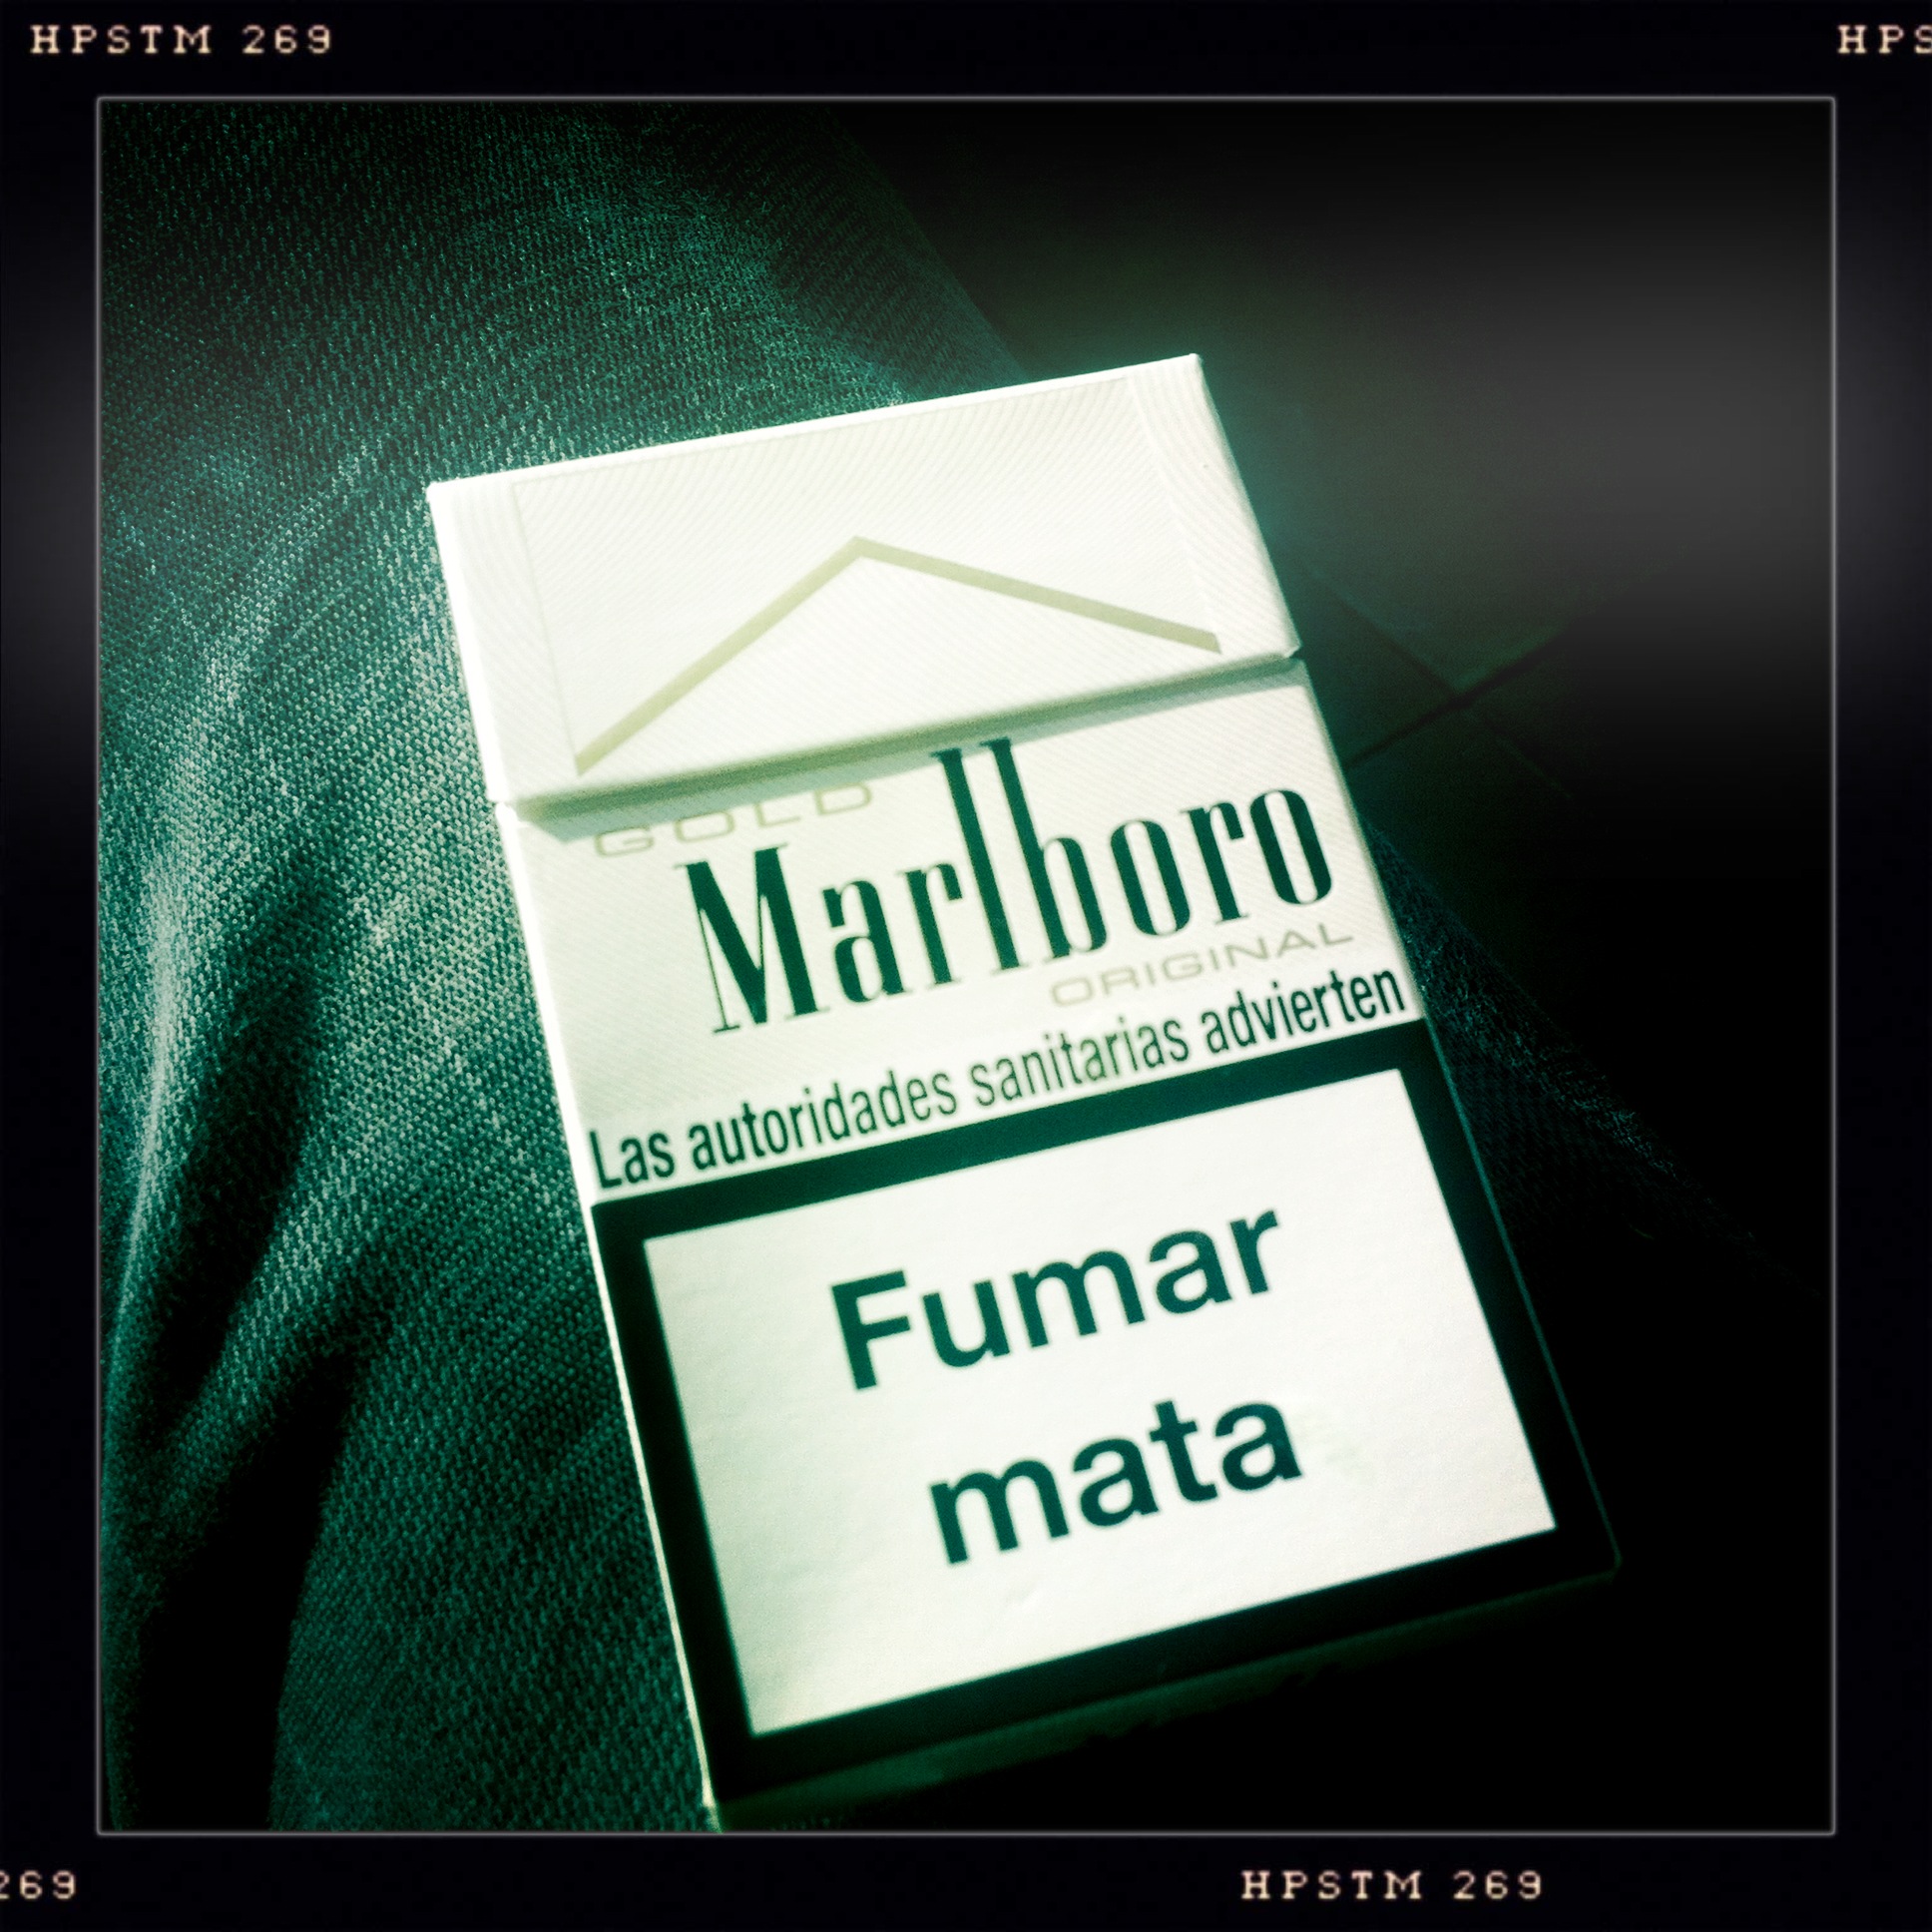 HPSTM 269
HPS
GOLD
Marlboro
ORIGINAL
Las autoridades sanitarias advierten
Fumar
mata
269
HPSTM 269